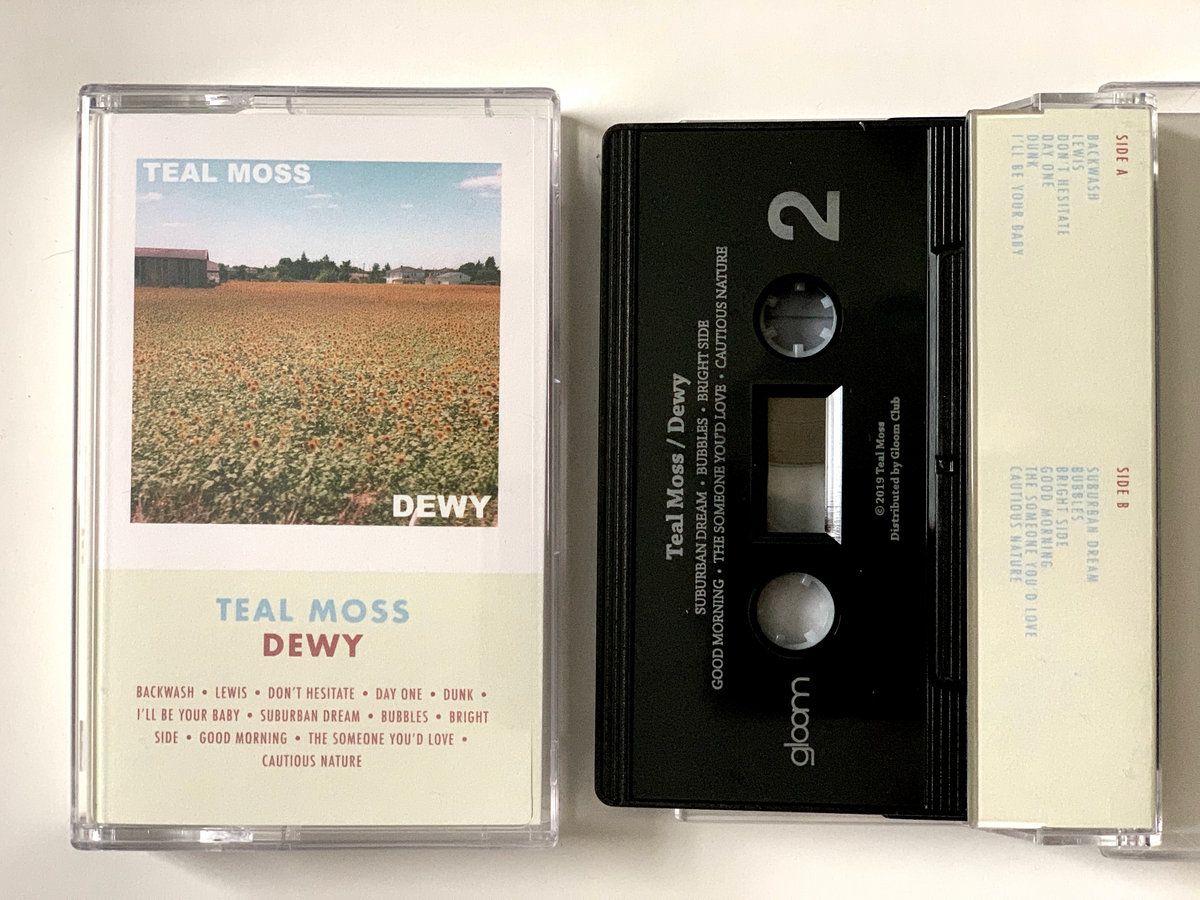 TEAL MOSS
DEWY
TEAL MOSS
DEWY
BACKWASH • LEWIS • DON'T HESITATE • DAY ONE • DUNK •
I'LL BE YOUR BABY • SUBURBAN DREAM • BUBBLES • BRIGHT
SIDE • GOOD MORNING • THE SOMEONE YOU'D LOVE •
CAUTIOUS NATURE
Teal Moss / Dewy
SUBURBAN DREAM • BUBBLES • BRIGHT SIDE
GOOD MORNING • THE SOMEONE YOU'D LOVE • CAUTIOUS NATURE
2
gloom
© 2019 Teal Moss
Distributed by Gloom Club
SIDE A
BACKWASH
LEWIS
DON'T HESITATE
DAY ONE
DUNK
I'LL BE YOUR BABY
SIDE B
SUBURBAN DREAM
BUBBLES
BRIGHT SIDE
GOOD MORNING
THE SOMEONE YOU'D LOVE
CAUTIOUS NATURE